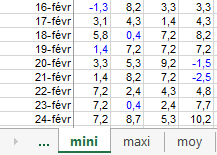 16-févr -1,3 8,2 3,3 3,3
17-févr 3,1 4,3 1,4 4,3
18-févr 5,8 0,4 7,2 8,2
19-févr 1,4 7,2 7,2 7,2
20-févr 3,3 5,3 9,2 -1,5
21-févr 1,4 8,2 7,2 -2,5
22-févr 7,2 2,4 4,3 4,8
23-févr 7,2 0,4 2,4 7,7
24-févr 7,2 8,7 5,3 10,2
... mini maxi moy